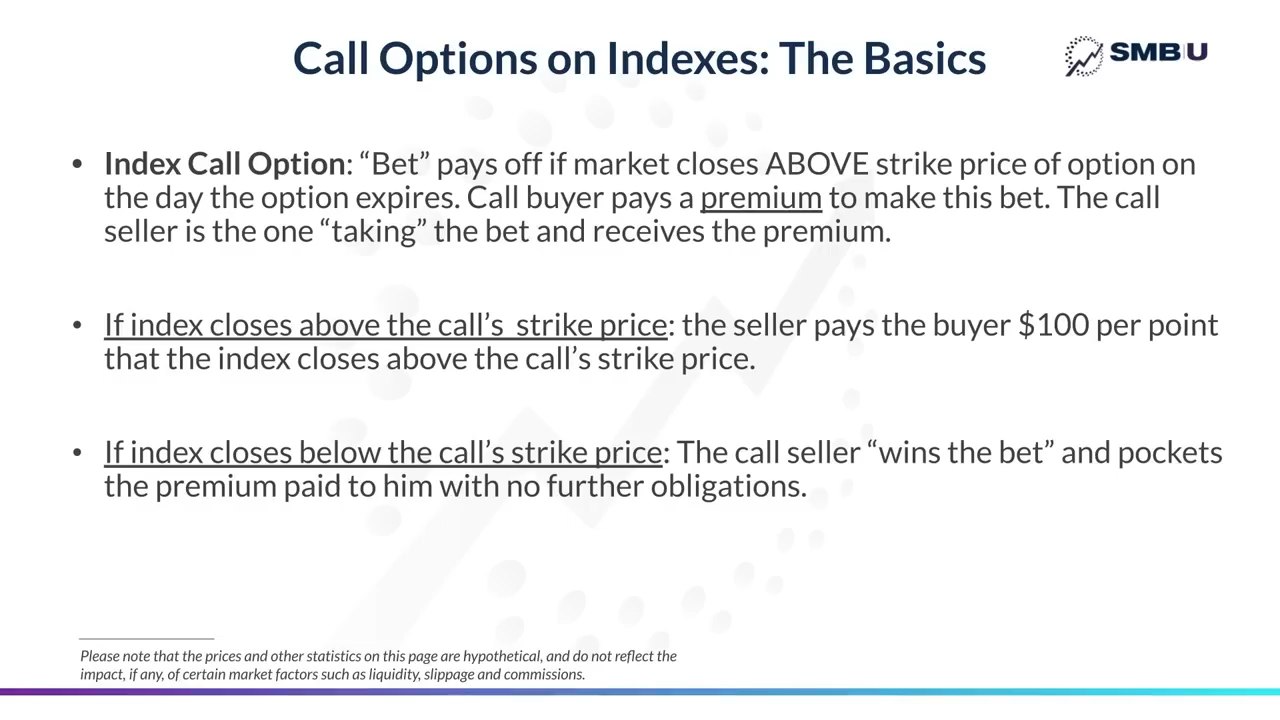 Call Options on Indexes: The Basics
SMB U
• Index Call Option: “Bet” pays off if market closes ABOVE strike price of option on
the day the option expires. Call buyer pays a premium to make this bet. The call
seller is the one “taking” the bet and receives the premium.
• If index closes above the call’s  strike price: the seller pays the buyer $100 per point
that the index closes above the call’s strike price.
• If index closes below the call’s strike price: The call seller “wins the bet” and pockets
the premium paid to him with no further obligations.
Please note that the prices and other statistics on this page are hypothetical, and do not reflect the
impact, if any, of certain market factors such as liquidity, slippage and commissions.